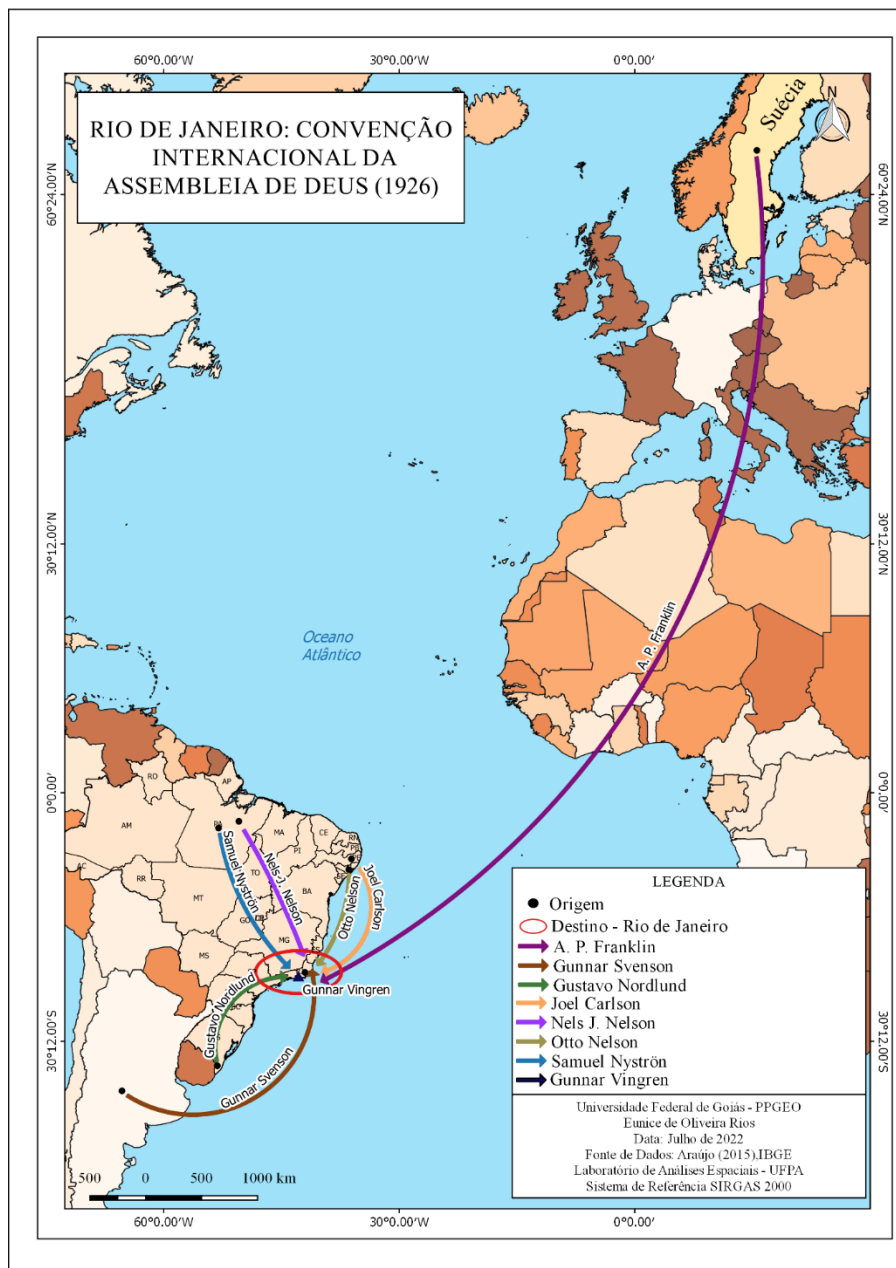 60°0.00'W
30°0.00'W
0°0.00'
RIO DE JANEIRO: CONVENÇÃO
INTERNACIONAL DA
ASSEMBLEIA DE DEUS (1926)
Suécia
N
60°24.00'N
60°24.00'N
30°12.00'N
30°12.00'N
A. P. Franklin
Oceano
Atlântico
0°0.00'
0°0.00'
RO
AP
AM
PA
MA
CE
RN
PI
AC
RR
TO
SE
MT
BA
GO
MG
ES
MS
Samuel Nyströn
Nels J. Nelson
Otto Nelson
Joel Carlson
Gunnar Vingren
Gustavo Nordlund
Gunnar Svenson
30°12.00'S
30°12.00'S
LEGENDA
Origem
Destino - Rio de Janeiro
A. P. Franklin
Gunnar Svenson
Gustavo Nordlund
Joel Carlson
Nels J. Nelson
Otto Nelson
Samuel Nyströn
Gunnar Vingren
Universidade Federal de Goiás - PPGEO
Eunice de Oliveira Rios
Data: Julho de 2022
Fonte de Dados: Araújo (2015),IBGE
Laboratório de Análises Espaciais - UFPA
Sistema de Referência SIRGAS 2000
500 0 500 1000 km
60°0.00'W
30°0.00'W
0°0.00'